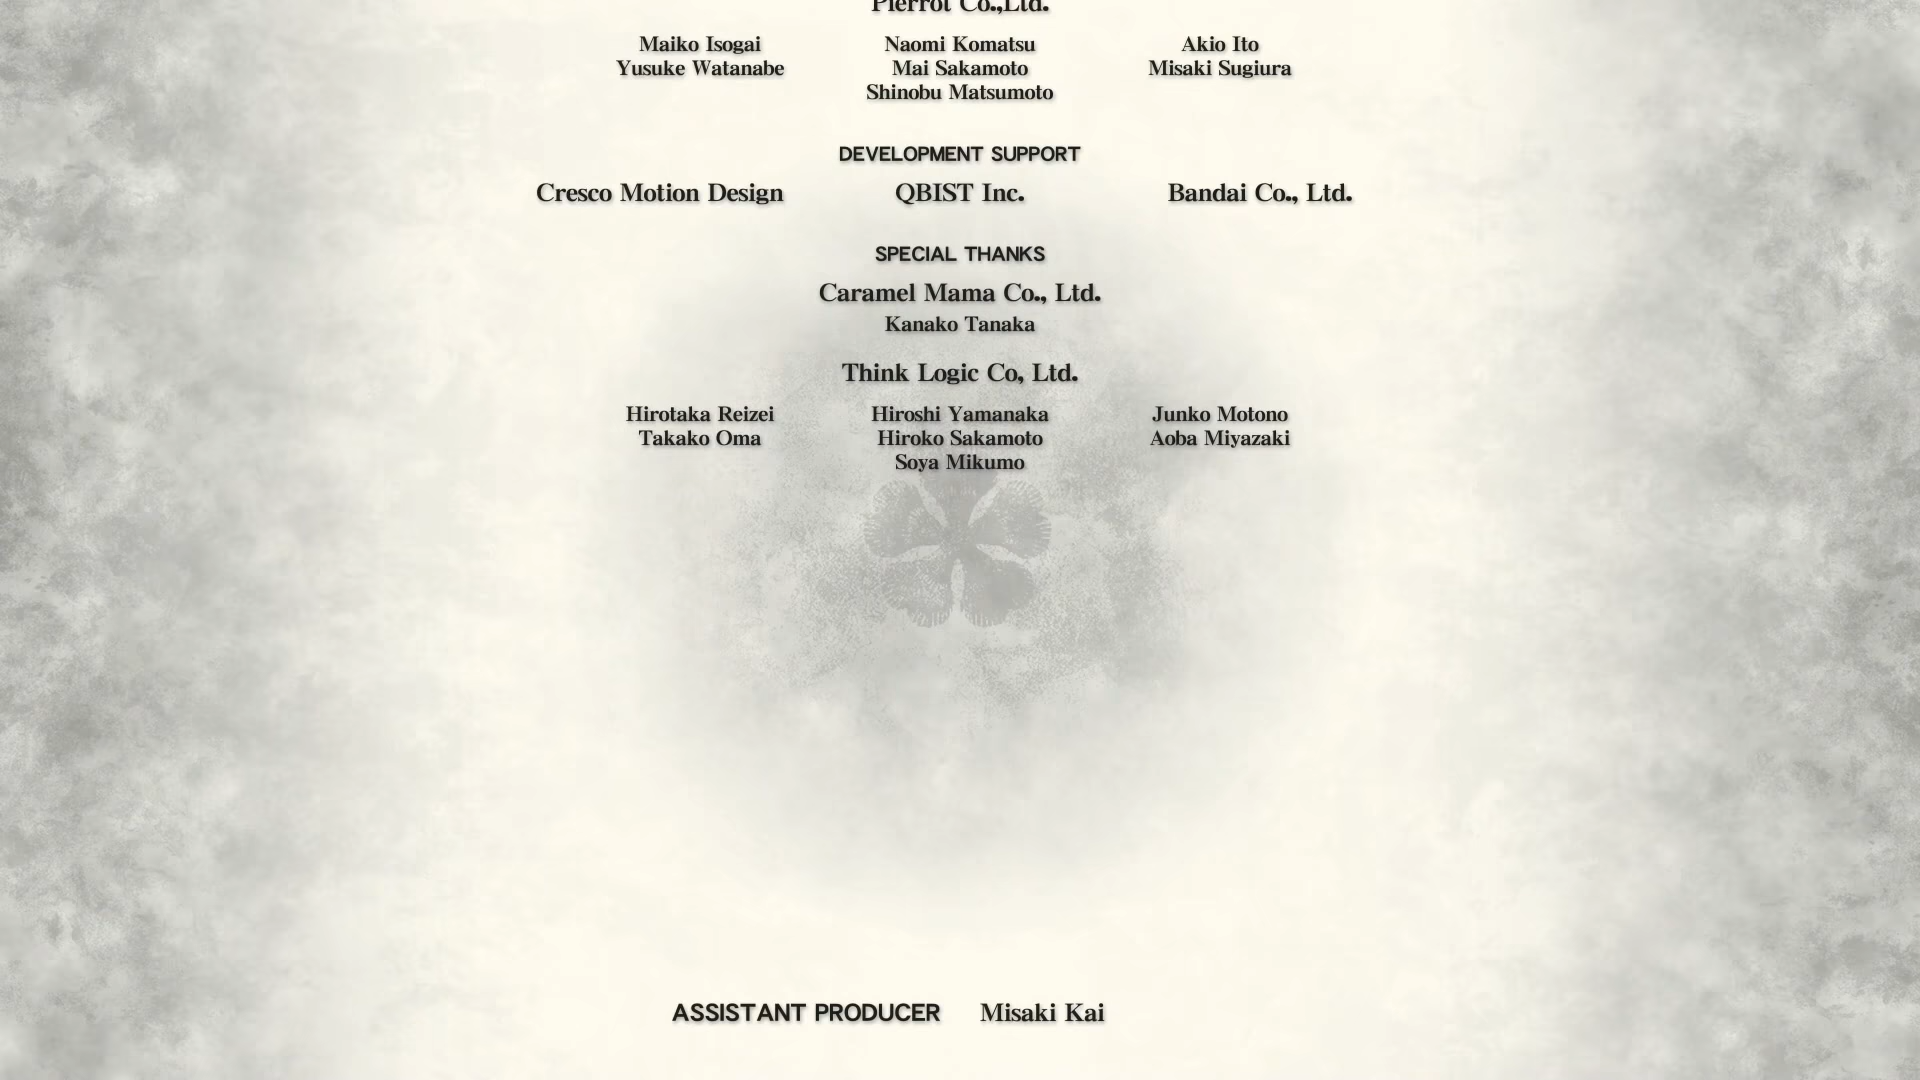 Pierrot Co.,Ltd.
Maiko Isogai Naomi Komatsu Akio Ito
Yusuke Watanabe Mai Sakamoto Misaki Sugiura
Shinobu Matsumoto
DEVELOPMENT SUPPORT
Cresco Motion Design QBIST Inc. Bandai Co., Ltd.
SPECIAL THANKS
Caramel Mama Co., Ltd.
Kanako Tanaka
Think Logic Co, Ltd.
Hirotaka Reizei Hiroshi Yamanaka Junko Motono
Takako Oma Hiroko Sakamoto Aoba Miyazaki
Soya Mikumo
ASSISTANT PRODUCER Misaki Kai